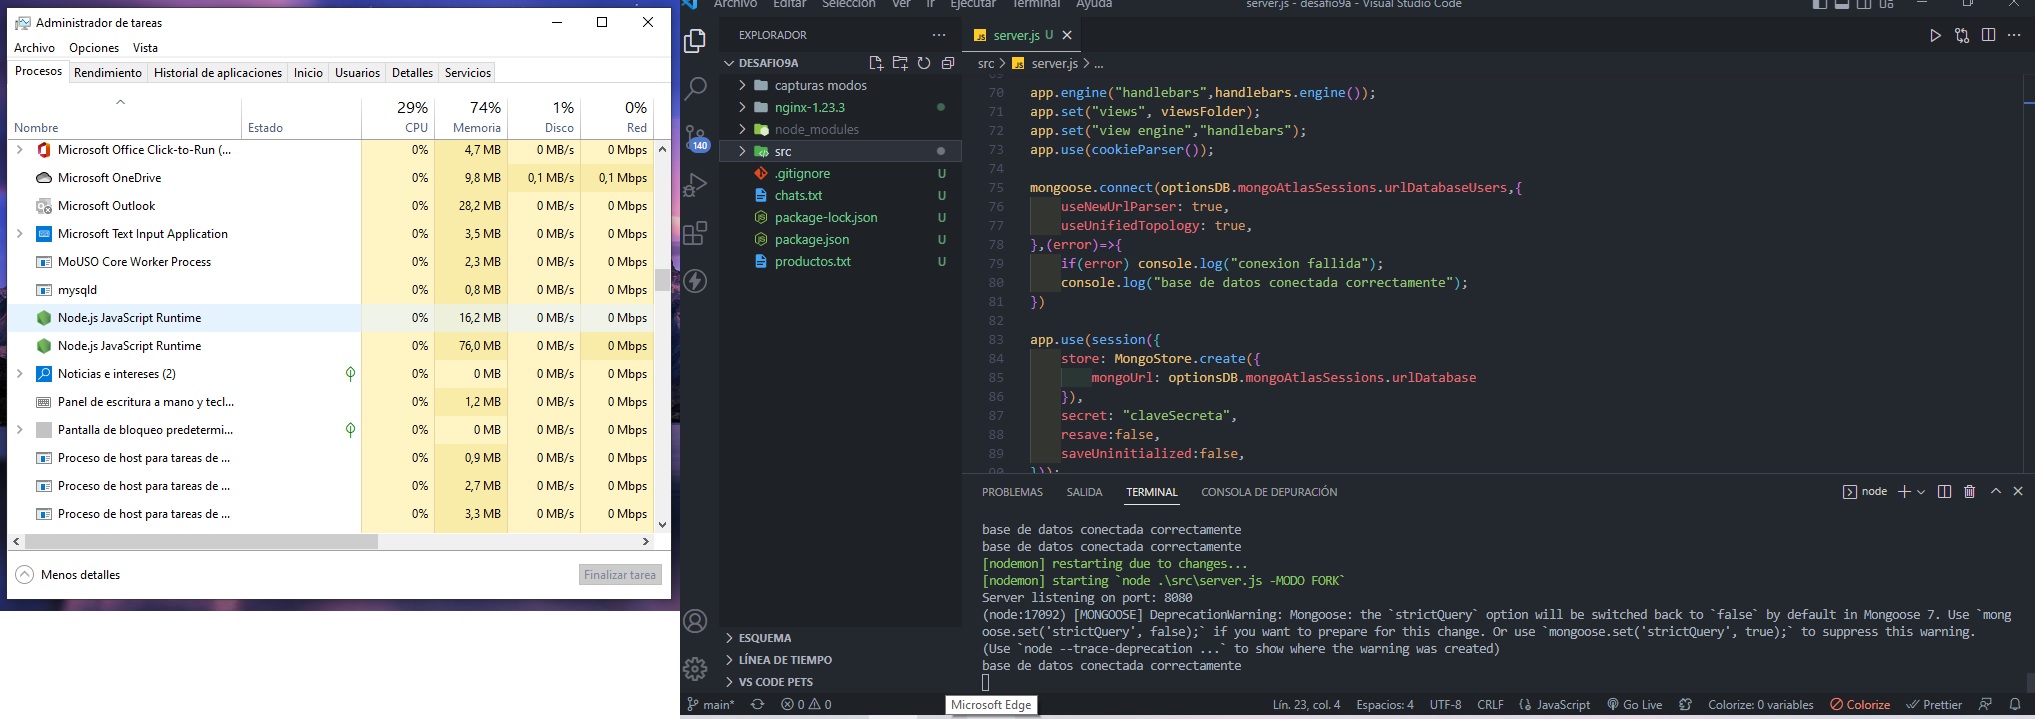 Administrador de tareas
Archivo Opciones Vista
Procesos Rendimiento Historial de aplicaciones Inicio Usuarios Detalles Servicios
29% 74% 1% 0%
Nombre Estado CPU Memoria Disco Red
Microsoft Office Click-to-Run (... 0% 4,7 MB 0 MB/s 0 Mbps
Microsoft OneDrive 0% 9,8 MB 0,1 MB/s 0,1 Mbps
Microsoft Outlook 0% 28,2 MB 0 MB/s 0 Mbps
Microsoft Text Input Application 0% 3,5 MB 0 MB/s 0 Mbps
MoUSO Core Worker Process 0% 2,3 MB 0 MB/s 0 Mbps
mysqld 0% 0,8 MB 0 MB/s 0 Mbps
Node.js JavaScript Runtime 0% 16,2 MB 0 MB/s 0 Mbps
Node.js JavaScript Runtime 0% 76,0 MB 0 MB/s 0 Mbps
Noticias e intereses (2) 0% 0 MB 0 MB/s 0 Mbps
Panel de escritura a mano y tecl... 0% 1,2 MB 0 MB/s 0 Mbps
Pantalla de bloqueo predetermi... 0% 0 MB 0 MB/s 0 Mbps
Proceso de host para tareas de ... 0% 0,9 MB 0 MB/s 0 Mbps
Proceso de host para tareas de ... 0% 2,7 MB 0 MB/s 0 Mbps
Proceso de host para tareas de ... 0% 3,3 MB 0 MB/s 0 Mbps
Menos detalles Finalizar tarea
Archivo Editar Selección Ver Ir Ejecutar Terminal Ayuda server.js - desafio9a - Visual Studio Code
EXPLORADOR ...
DESAFIO9A
capturas modos
nginx-1.23.3
node_modules
src
.gitignore U
chats.txt U
package-lock.json U
package.json U
productos.txt U
140
ESQUEMA
LÍNEA DE TIEMPO
VS CODE PETS
JS server.js U
src > JS server.js > ...
69
70 app.engine("handlebars",handlebars.engine());
71 app.set("views", viewsFolder);
72 app.set("view engine","handlebars");
73 app.use(cookieParser());
74
75 mongoose.connect(optionsDB.mongoAtlasSessions.urlDatabaseUsers,{
76 useNewUrlParser: true,
77 useUnifiedTopology: true,
78 },(error)=>{
79 if(error) console.log("conexion fallida");
80 console.log("base de datos conectada correctamente");
81 })
82
83 app.use(session({
84 store: MongoStore.create({
85 mongoUrl: optionsDB.mongoAtlasSessions.urlDatabase
86 }),
87 secret: "claveSecreta",
88 resave:false,
89 saveUninitialized:false,
90 }));
PROBLEMAS SALIDA TERMINAL CONSOLA DE DEPURACIÓN node
base de datos conectada correctamente
base de datos conectada correctamente
[nodemon] restarting due to changes...
[nodemon] starting `node .\src\server.js -MODO FORK`
Server listening on port: 8080
(node:17092) [MONGOOSE] DeprecationWarning: Mongoose: the `strictQuery` option will be switched back to `false` by default in Mongoose 7. Use `mong
oose.set('strictQuery', false);` if you want to prepare for this change. Or use `mongoose.set('strictQuery', true);` to suppress this warning.
(Use `node --trace-deprecation ...` to show where the warning was created)
base de datos conectada correctamente
main* 0 0 Microsoft Edge Lín. 23, col. 4 Espacios: 4 UTF-8 CRLF JavaScript Go Live Colorize: 0 variables Colorize Prettier